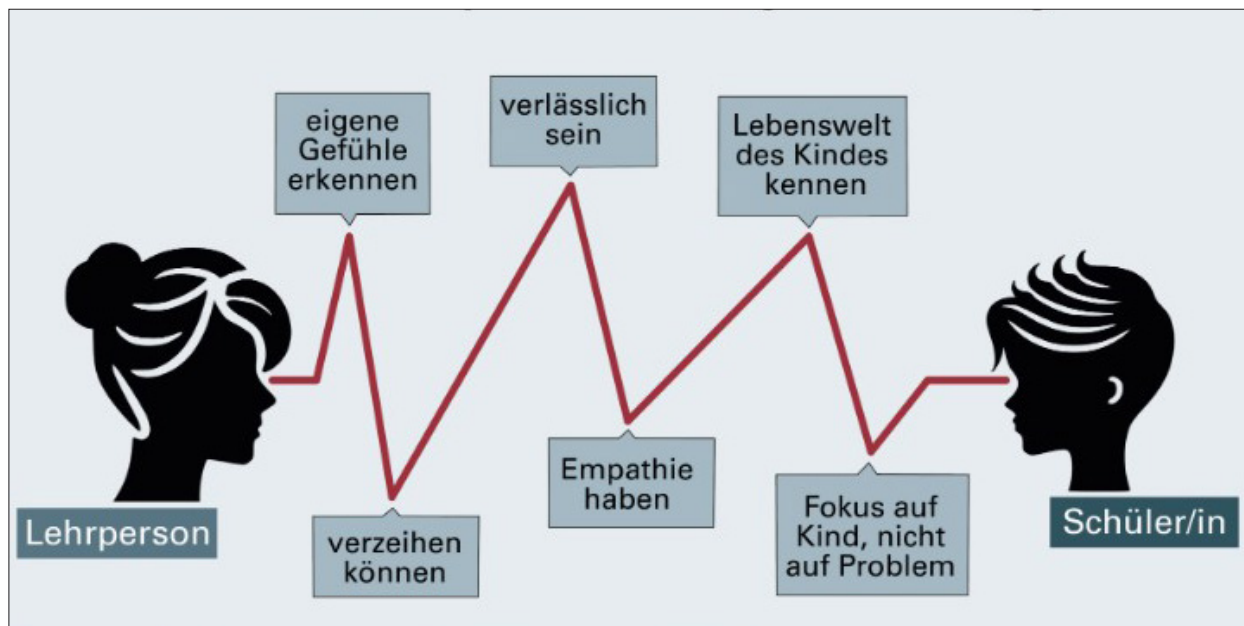 eigene
Gefühle
erkennen
verlässlich
sein
Lebenswelt
des Kindes
kennen
Lehrperson
verzeihen
können
Empathie
haben
Fokus auf
Kind, nicht
auf Problem
Schüler/in